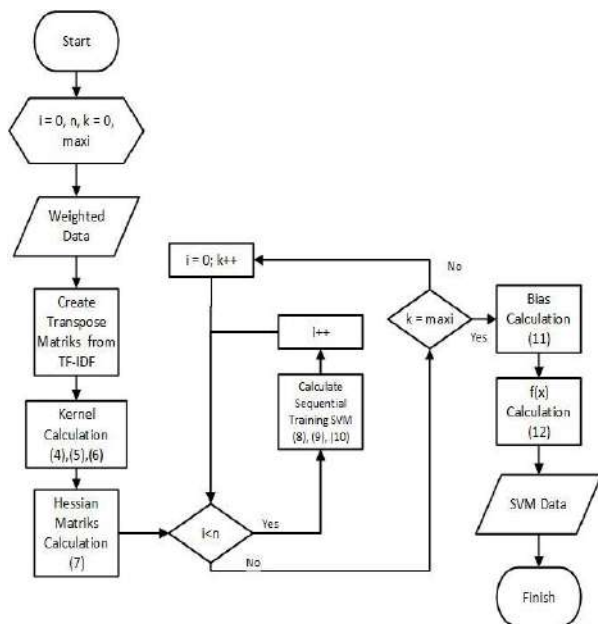 Start
i = 0, n, k = 0,
maxi
Weighted
Data
Create
Transpose
Matriks from
TF-IDF
Kernel
Calculation
(4),(5),(6)
Hessian
Matriks
Calculation
(7)
i<n
Yes
No
Calculate
Sequential
Training SVM
(8), (9), (10)
i++
i = 0; k++
k = maxi
No
Yes
Bias
Calculation
(11)
f(x)
Calculation
(12)
SVM Data
Finish